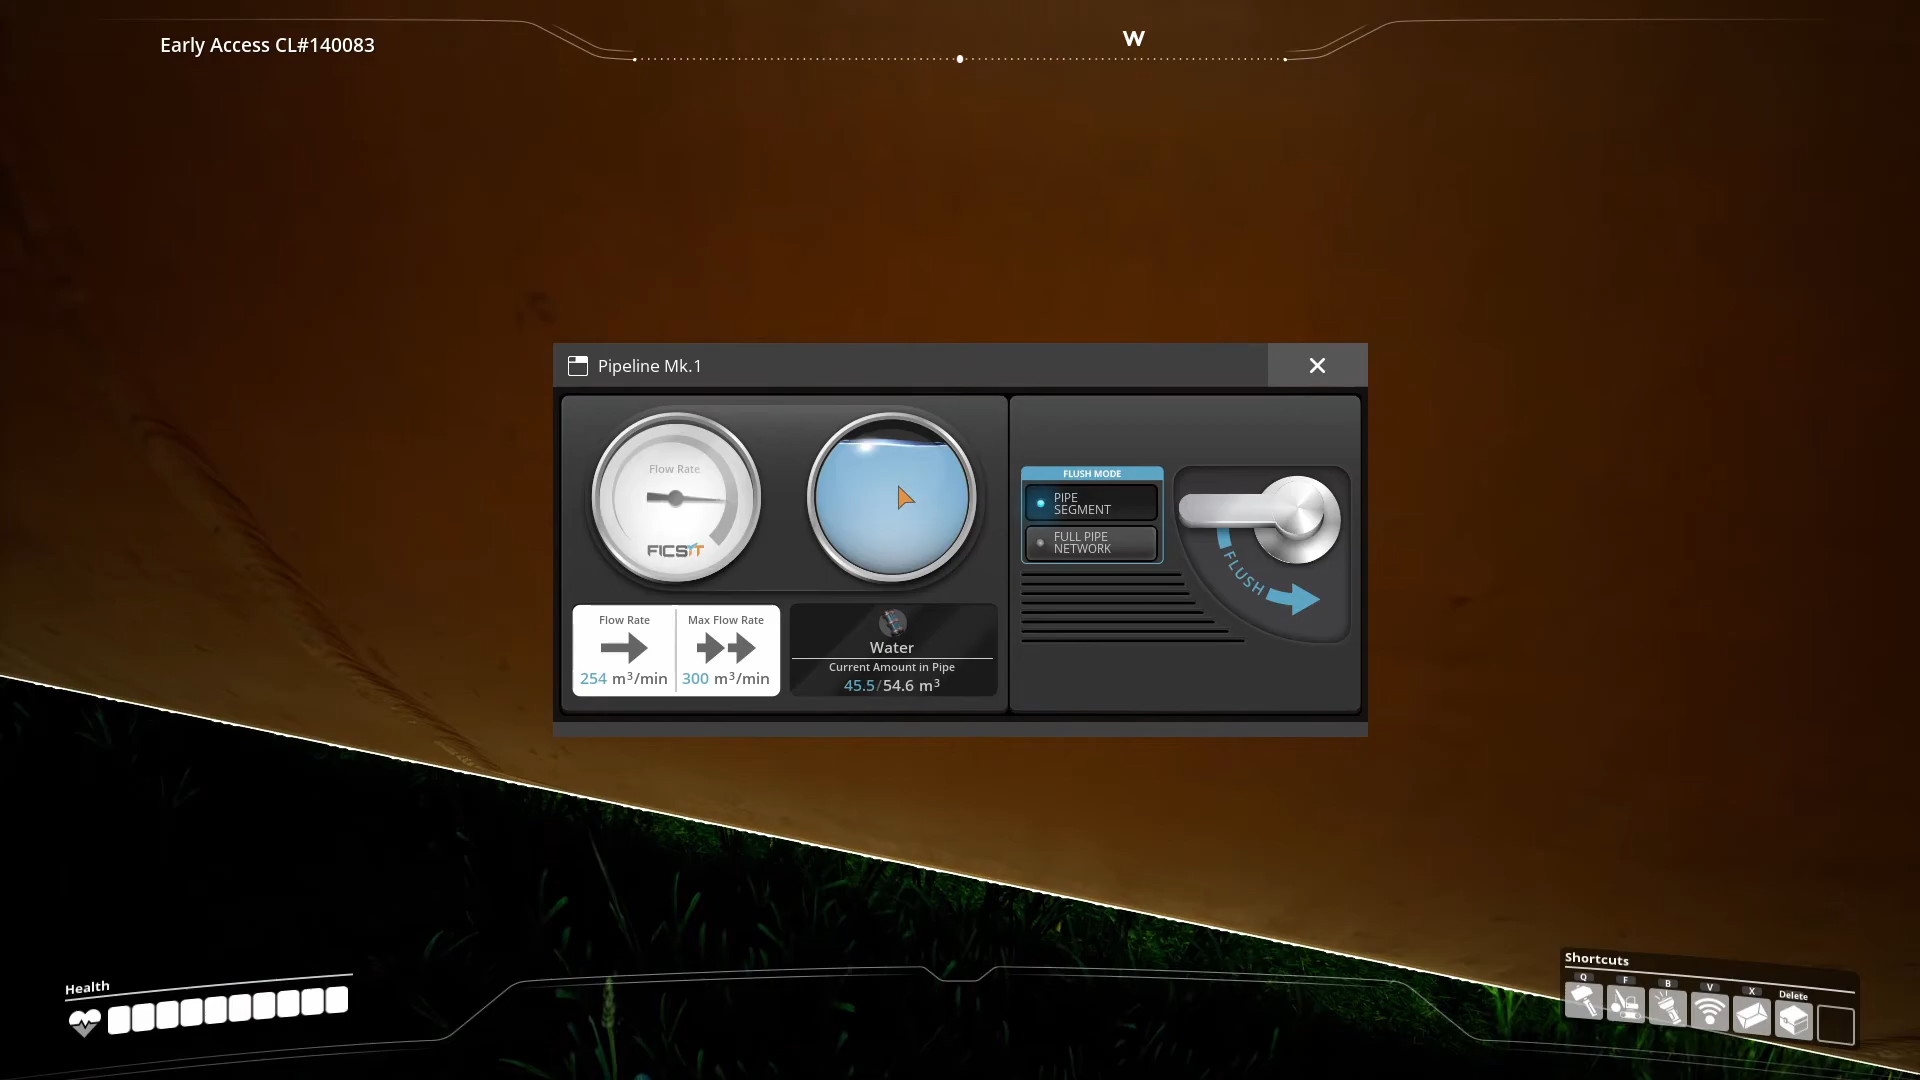 Early Access CL#140083
W
Pipeline Mk.1
Flow Rate
FICSIT
FLUSH MODE
PIPE
SEGMENT
FULL PIPE
NETWORK
FLUSH
Flow Rate
254 m³/min
Max Flow Rate
300 m³/min
Water
Current Amount in Pipe
45.5/54.6 m³
Health
Shortcuts
Q
F
B
V
X
Delete